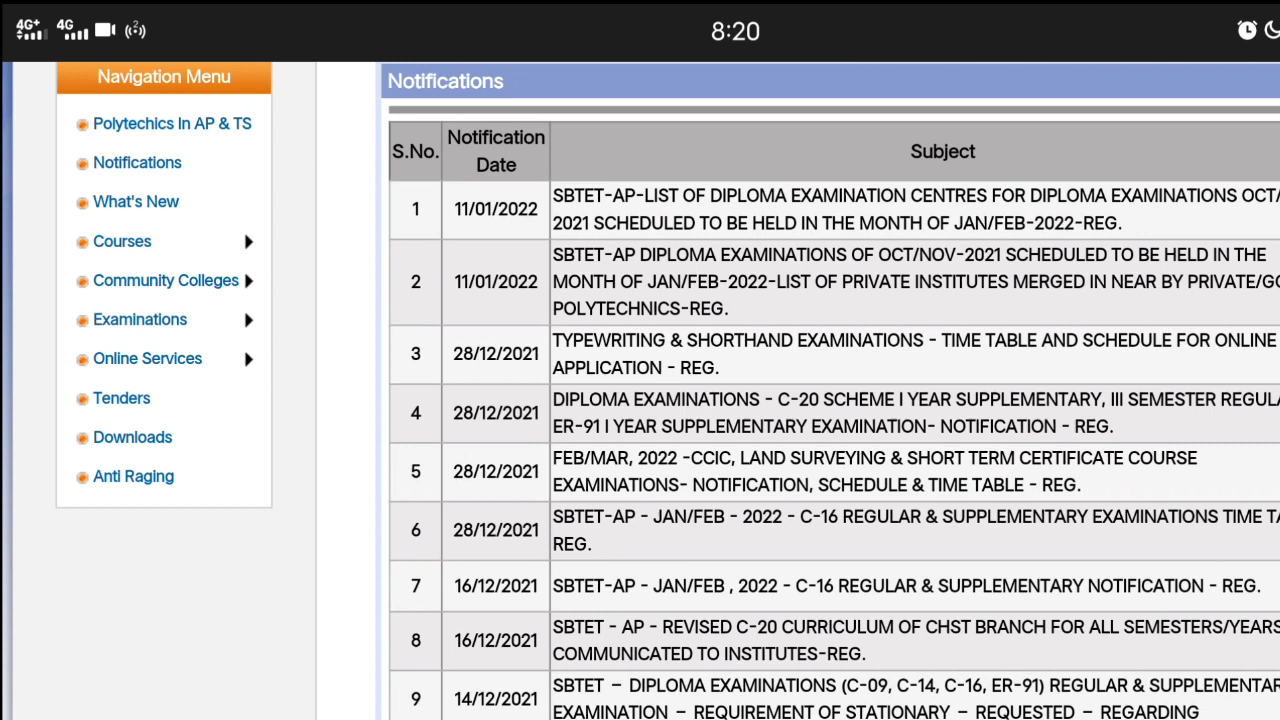 4G+ 4G 2 8:20
Navigation Menu
Polytechics In AP & TS
Notifications
What's New
Courses
Community Colleges
Examinations
Online Services
Tenders
Downloads
Anti Raging
Notifications
S.No. Notification Date Subject
1 11/01/2022 SBTET-AP-LIST OF DIPLOMA EXAMINATION CENTRES FOR DIPLOMA EXAMINATIONS OCT/
2021 SCHEDULED TO BE HELD IN THE MONTH OF JAN/FEB-2022-REG.
2 11/01/2022 SBTET-AP DIPLOMA EXAMINATIONS OF OCT/NOV-2021 SCHEDULED TO BE HELD IN THE
MONTH OF JAN/FEB-2022-LIST OF PRIVATE INSTITUTES MERGED IN NEAR BY PRIVATE/
POLYTECHNICS-REG.
3 28/12/2021 TYPEWRITING & SHORTHAND EXAMINATIONS - TIME TABLE AND SCHEDULE FOR ONLINE
APPLICATION - REG.
4 28/12/2021 DIPLOMA EXAMINATIONS - C-20 SCHEME I YEAR SUPPLEMENTARY, III SEMESTER REGULA
ER-91 I YEAR SUPPLEMENTARY EXAMINATION- NOTIFICATION - REG.
5 28/12/2021 FEB/MAR, 2022 -CCIC, LAND SURVEYING & SHORT TERM CERTIFICATE COURSE
EXAMINATIONS- NOTIFICATION, SCHEDULE & TIME TABLE - REG.
6 28/12/2021 SBTET-AP - JAN/FEB - 2022 - C-16 REGULAR & SUPPLEMENTARY EXAMINATIONS TIME TA
REG.
7 16/12/2021 SBTET-AP - JAN/FEB , 2022 - C-16 REGULAR & SUPPLEMENTARY NOTIFICATION - REG.
8 16/12/2021 SBTET - AP - REVISED C-20 CURRICULUM OF CHST BRANCH FOR ALL SEMESTERS/YEARS
COMMUNICATED TO INSTITUTES-REG.
9 14/12/2021 SBTET – DIPLOMA EXAMINATIONS (C-09, C-14, C-16, ER-91) REGULAR & SUPPLEMENTAR
EXAMINATION – REQUIREMENT OF STATIONARY – REQUESTED – REGARDING